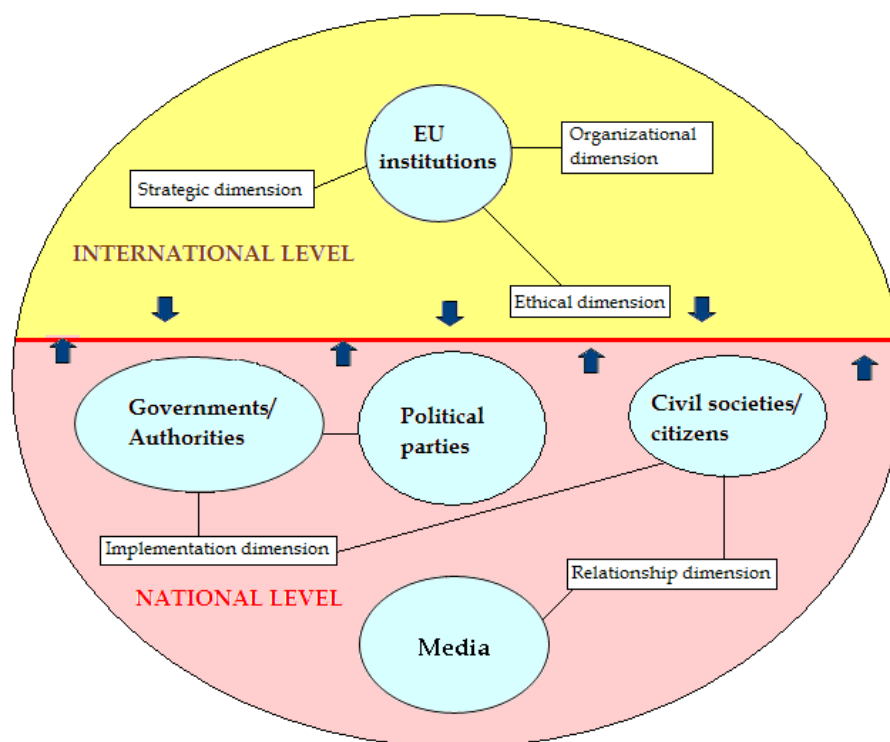 EU
institutions
Organizational
dimension
Strategic dimension
INTERNATIONAL LEVEL
Ethical dimension
Governments/
Authorities
Political
parties
Civil societies/
citizens
Implementation dimension
Relationship dimension
NATIONAL LEVEL
Media